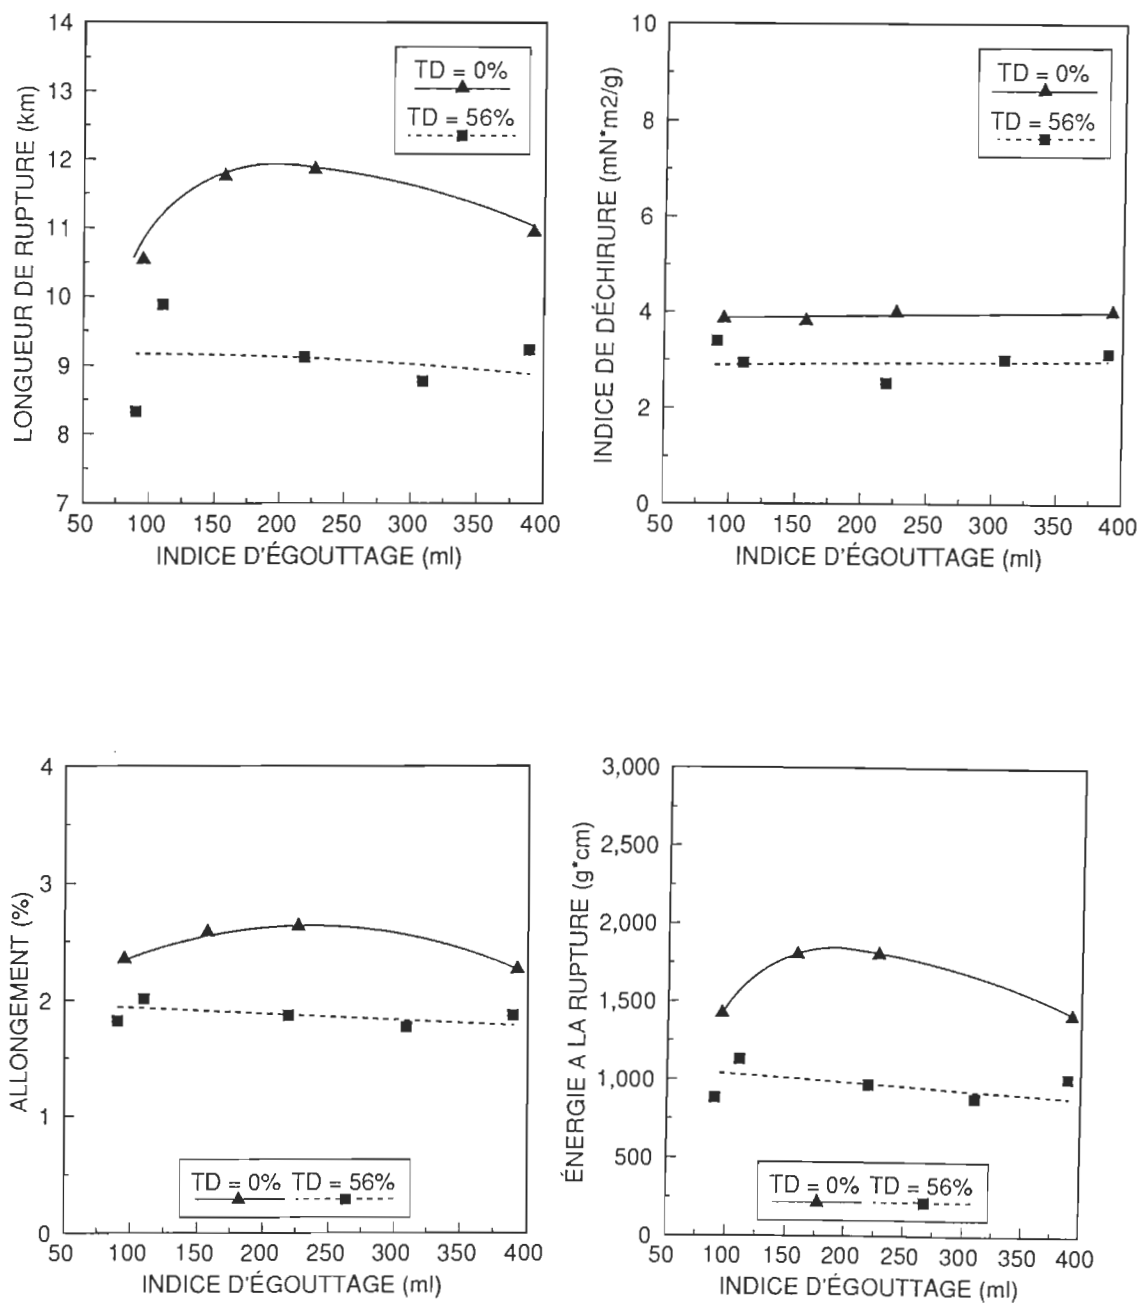 14
13
12
11
10
9
8
7
LONGUEUR DE RUPTURE (km)
TD = 0%
TD = 56%
50 100 150 200 250 300 350 400
INDICE D'ÉGOUTTAGE (ml)
10
8
6
4
2
0
INDICE DE DÉCHIRURE (mN*m2/g)
TD = 0%
TD = 56%
50 100 150 200 250 300 350 400
INDICE D'ÉGOUTTAGE (ml)
4
3
2
1
0
ALLONGEMENT (%)
TD = 0% TD = 56%
50 100 150 200 250 300 350 400
INDICE D'ÉGOUTTAGE (ml)
3,000
2,500
2,000
1,500
1,000
500
0
ÉNERGIE A LA RUPTURE (g*cm)
TD = 0% TD = 56%
50 100 150 200 250 300 350 400
INDICE D'ÉGOUTTAGE (ml)